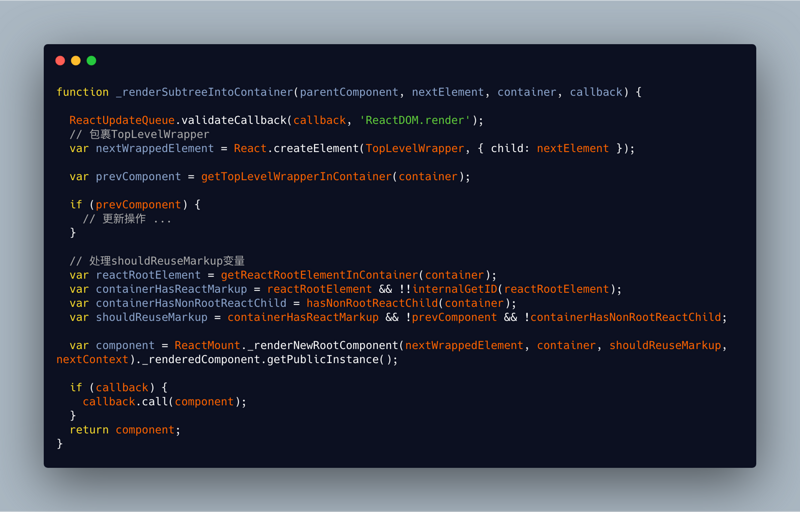 function _renderSubtreeIntoContainer(parentComponent, nextElement, container, callback) {
ReactUpdateQueue.validateCallback(callback, 'ReactDOM.render');
// 包裹TopLevelWrapper
var nextWrappedElement = React.createElement(TopLevelWrapper, { child: nextElement });
var prevComponent = getTopLevelWrapperInContainer(container);
if (prevComponent) {
// 更新操作 ...
}
// 处理shouldReuseMarkup变量
var reactRootElement = getReactRootElementInContainer(container);
var containerHasReactMarkup = reactRootElement && !!internalGetID(reactRootElement);
var containerHasNonRootReactChild = hasNonRootReactChild(container);
var shouldReuseMarkup = containerHasReactMarkup && !prevComponent && !containerHasNonRootReactChild;
var component = ReactMount._renderNewRootComponent(nextWrappedElement, container, shouldReuseMarkup,
nextContext)._renderedComponent.getPublicInstance();
if (callback) {
callback.call(component);
}
return component;
}